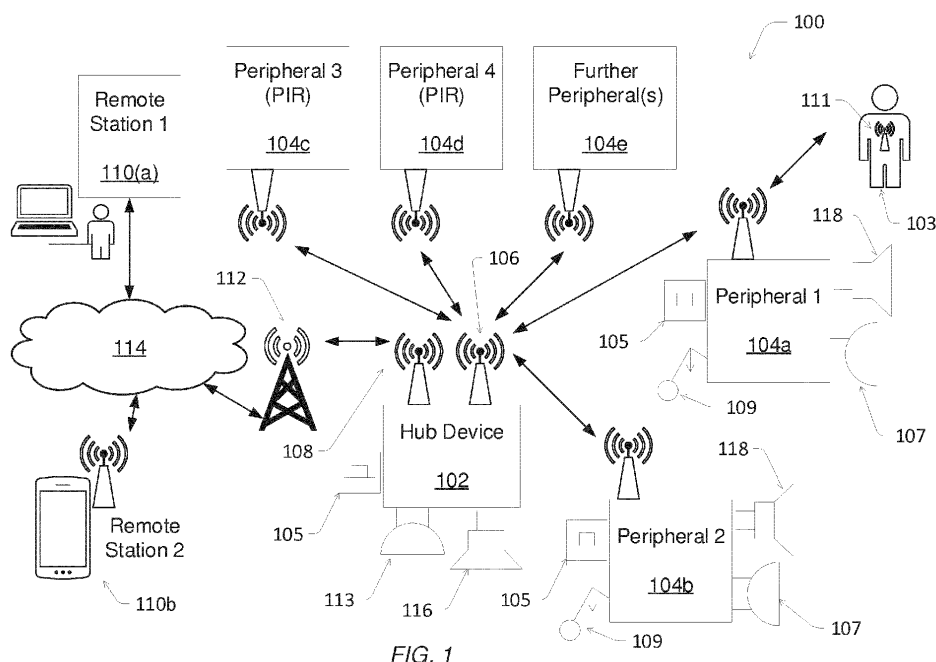 100
Remote
Station 1
110(a)
Peripheral 3
(PIR)
104c
Peripheral 4
(PIR)
104d
Further
Peripheral(s)
104e
111
103
118
106
112
105
Peripheral 1
104a
109
107
114
108
Hub Device
102
105
113
116
118
Peripheral 2
104b
105
109
107
Remote
Station 2
110b
FIG. 1